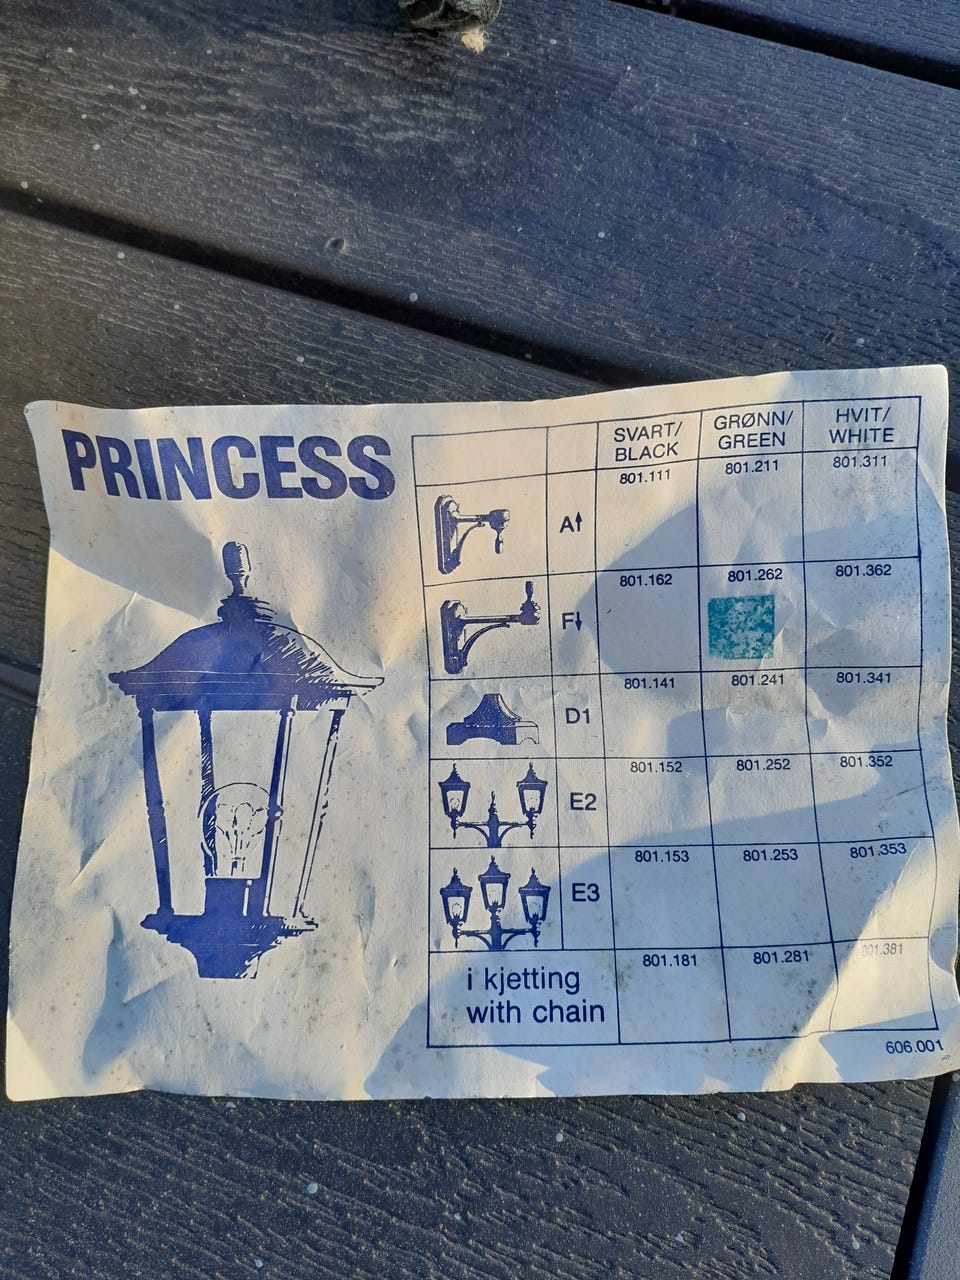 PRINCESS
SVART/
BLACK
GRØNN/
GREEN
HVIT/
WHITE
A↑ 801.111 801.211 801.311
F↓ 801.162 801.262 801.362
D1 801.141 801.241 801.341
E2 801.152 801.252 801.352
E3 801.153 801.253 801.353
i kjetting
with chain
801.181 801.281 801.381
606.001